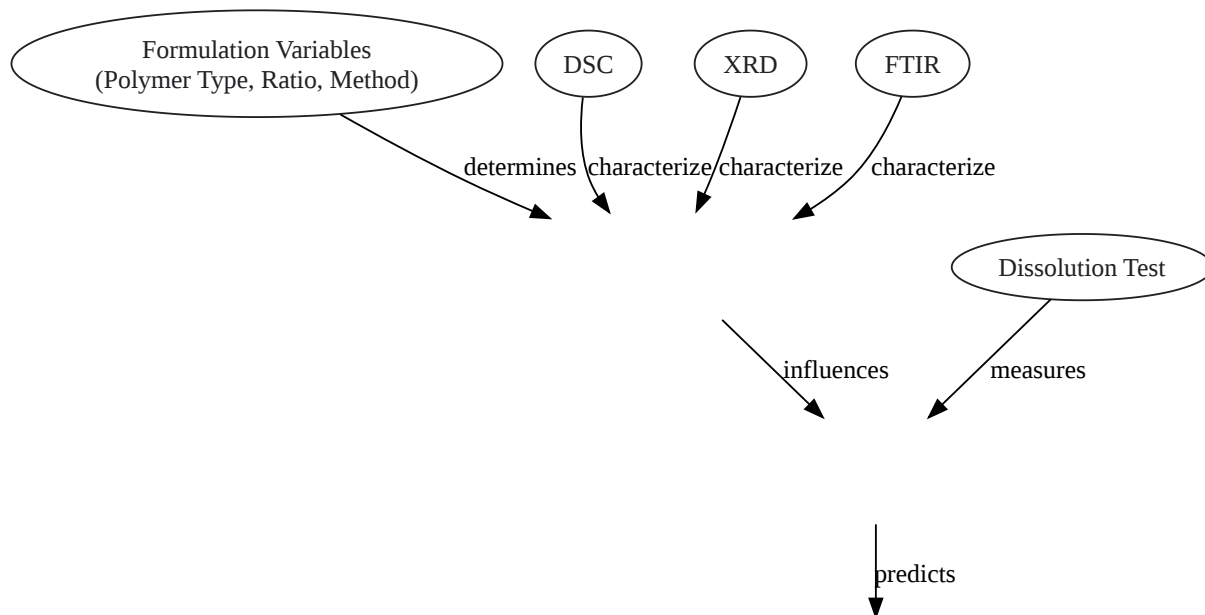 Formulation Variables
(Polymer Type, Ratio, Method)
DSC
XRD
FTIR
determines
characterize
characterize
characterize
Dissolution Test
influences
measures
predicts